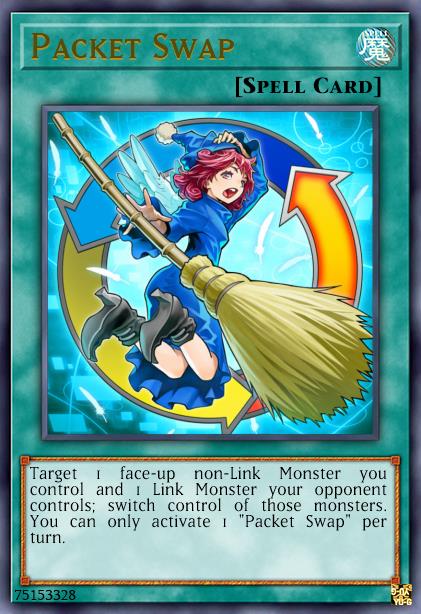 Packet Swap
SPELL
魔
[Spell Card]
Target 1 face-up non-Link Monster you
control and 1 Link Monster your opponent
controls; switch control of those monsters.
You can only activate 1 "Packet Swap" per
turn.
75153328